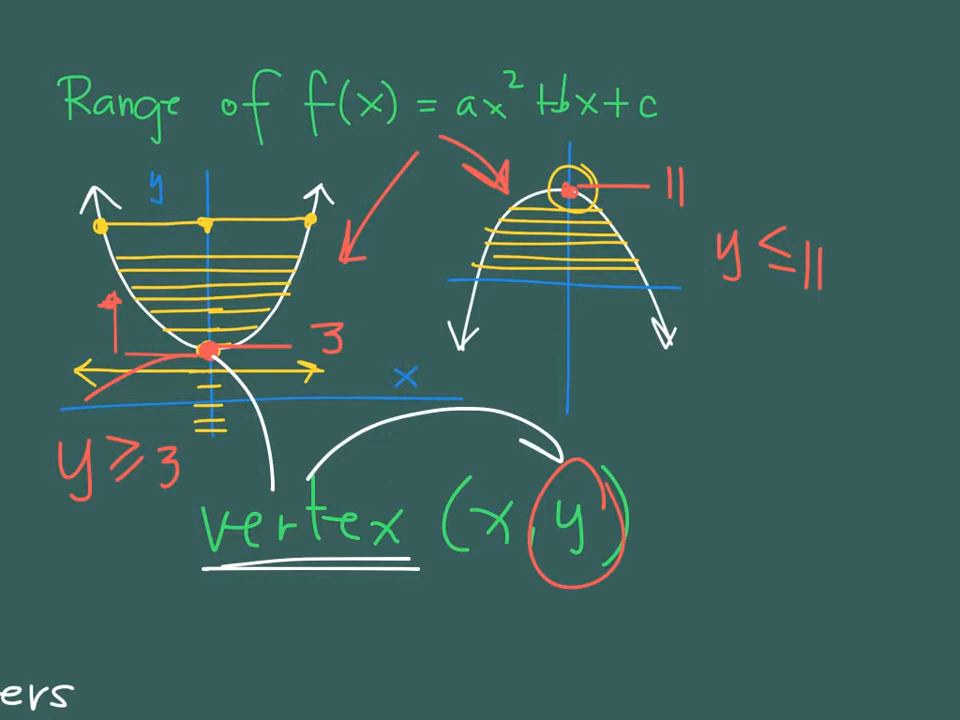 Range of f(x) = ax² + bx + c
y
11
y ≤ 11
3
x
y ≥ 3
vertex (x, y)
ers